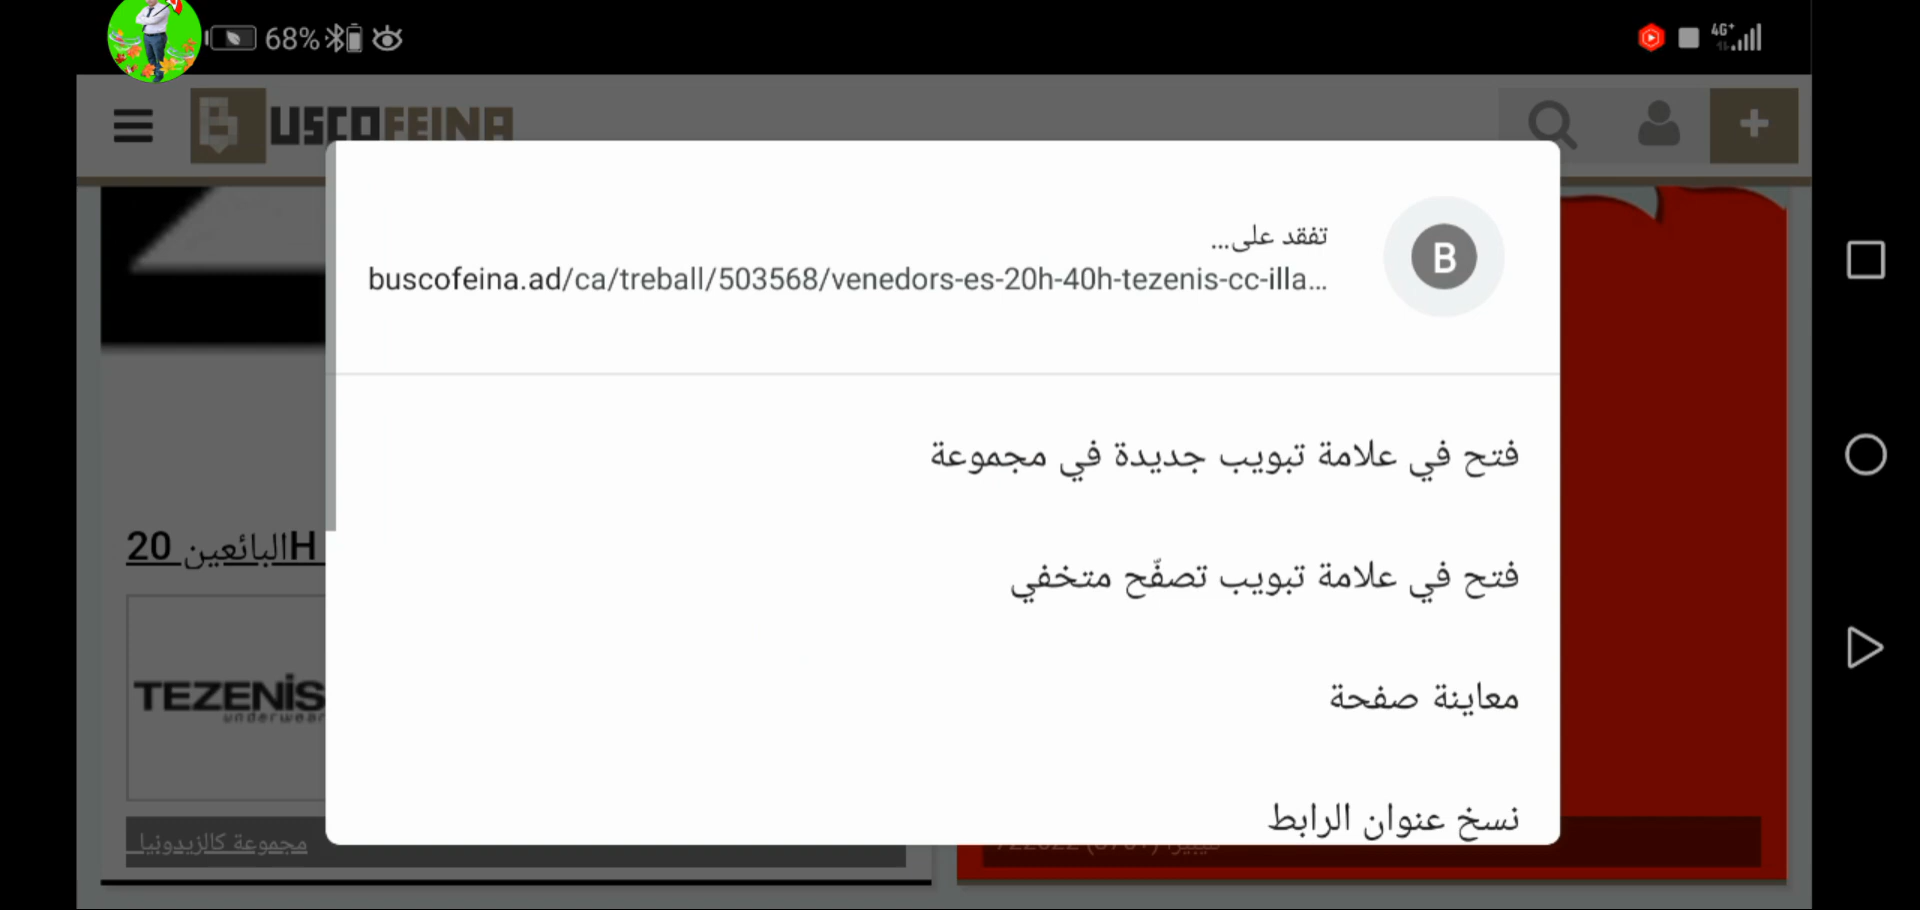 68%
4G+
BUSCOFEINA
تفقد على...
buscofeina.ad/ca/treball/503568/venedors-es-20h-40h-tezenis-cc-illa...
B
فتح في علامة تبويب جديدة في مجموعة
فتح في علامة تبويب تصفّح متخفي
معاينة صفحة
نسخ عنوان الرابط
البائعين 20H
TEZENIS
underwear
مجموعة كالزيدونيا